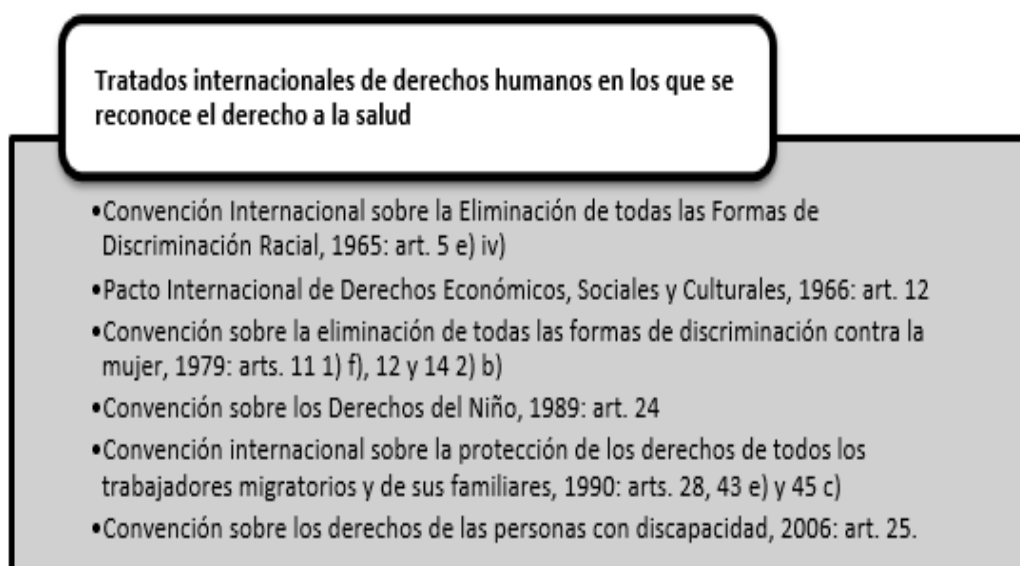 Tratados internacionales de derechos humanos en los que se
reconoce el derecho a la salud
•Convención Internacional sobre la Eliminación de todas las Formas de
Discriminación Racial, 1965: art. 5 e) iv)
•Pacto Internacional de Derechos Económicos, Sociales y Culturales, 1966: art. 12
•Convención sobre la eliminación de todas las formas de discriminación contra la
mujer, 1979: arts. 11 1) f), 12 y 14 2) b)
•Convención sobre los Derechos del Niño, 1989: art. 24
•Convención internacional sobre la protección de los derechos de todos los
trabajadores migratorios y de sus familiares, 1990: arts. 28, 43 e) y 45 c)
•Convención sobre los derechos de las personas con discapacidad, 2006: art. 25.